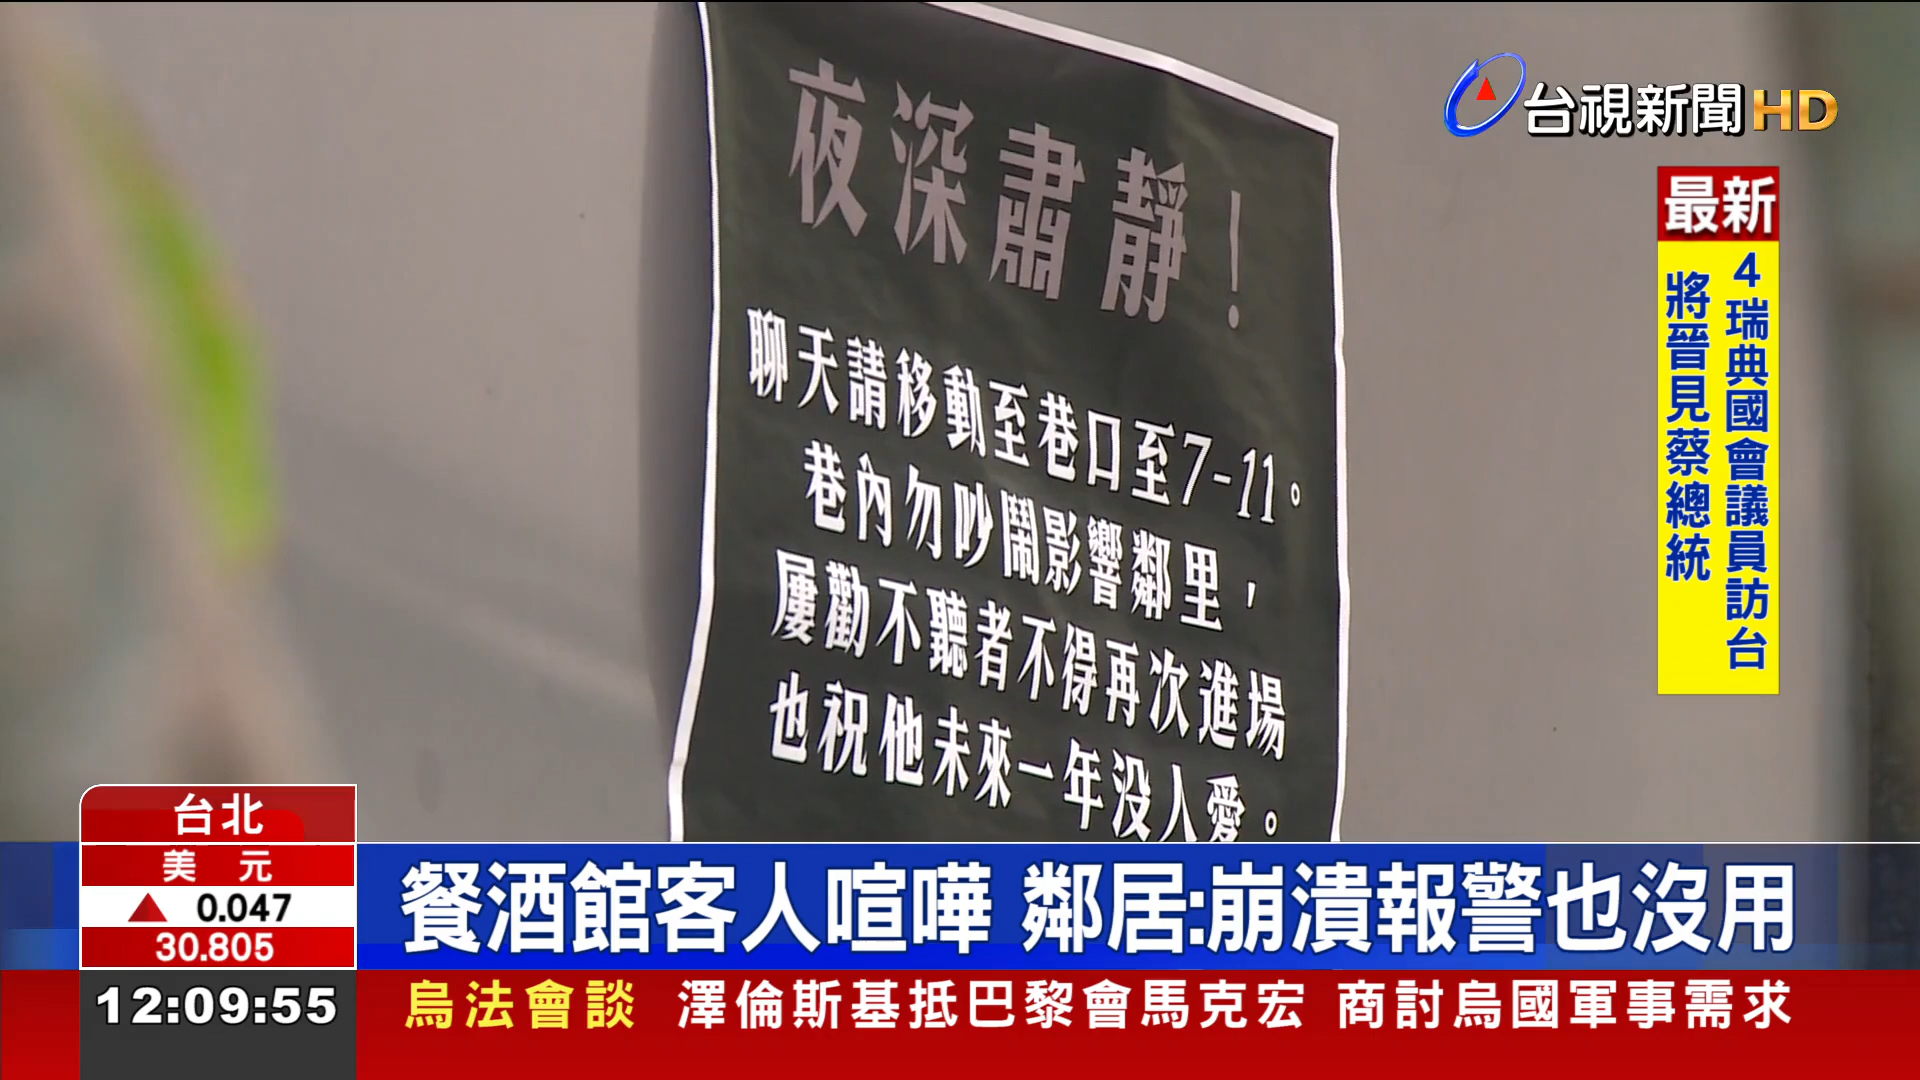 夜深肅靜！
聊天請移動至巷口至7-11。
巷內勿吵鬧影響鄰里，
屢勸不聽者不得再次進場
也祝他未來一年没人愛。
台視新聞HD
最新
4瑞典國會議員訪台
將晉見蔡總統
台北
美元
▲ 0.047
30.805
12:09:55
餐酒館客人喧嘩 鄰居:崩潰報警也沒用
烏法會談 澤倫斯基抵巴黎會馬克宏 商討烏國軍事需求